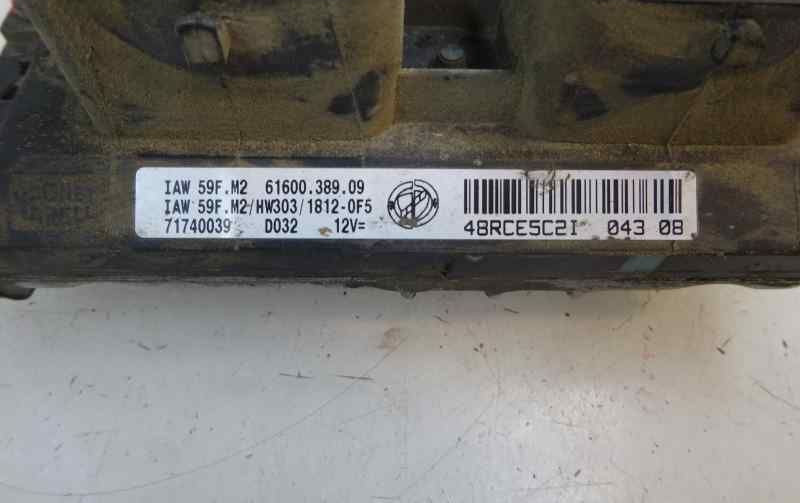 IAW 59F.M2 61600.389.09
IAW 59F.M2/HW303/1812-0F5
71740039 D032 12V=
48RCE5C2I 043 08